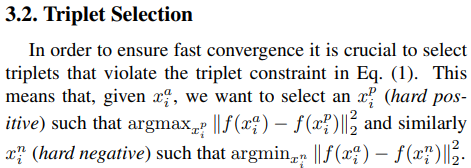 3.2. Triplet Selection
In order to ensure fast convergence it is crucial to select
triplets that violate the triplet constraint in Eq. (1). This
means that, given $x_i^a$, we want to select an $x_i^p$ (hard pos-
itive) such that $\operatorname{argmax}_{x_i^p} \|f(x_i^a) - f(x_i^p)\|_2^2$ and similarly
$x_i^n$ (hard negative) such that $\operatorname{argmin}_{x_i^n} \|f(x_i^a) - f(x_i^n)\|_2^2$.